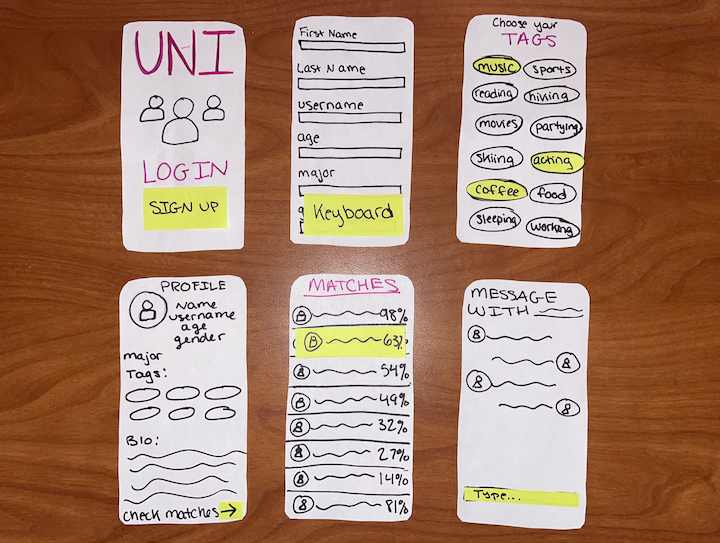 UNI
LOGIN
SIGN UP
First Name
Last Name
username
age
major
g
Keyboard
Choose your
TAGS
music sports
reading hiking
movies partying
skiing acting
coffee food
sleeping working
PROFILE
Name
username
age
gender
major
Tags:
BIO:
check matches →
MATCHES
98%
63%
54%
49%
32%
27%
14%
81%
MESSAGE
WITH
Type...